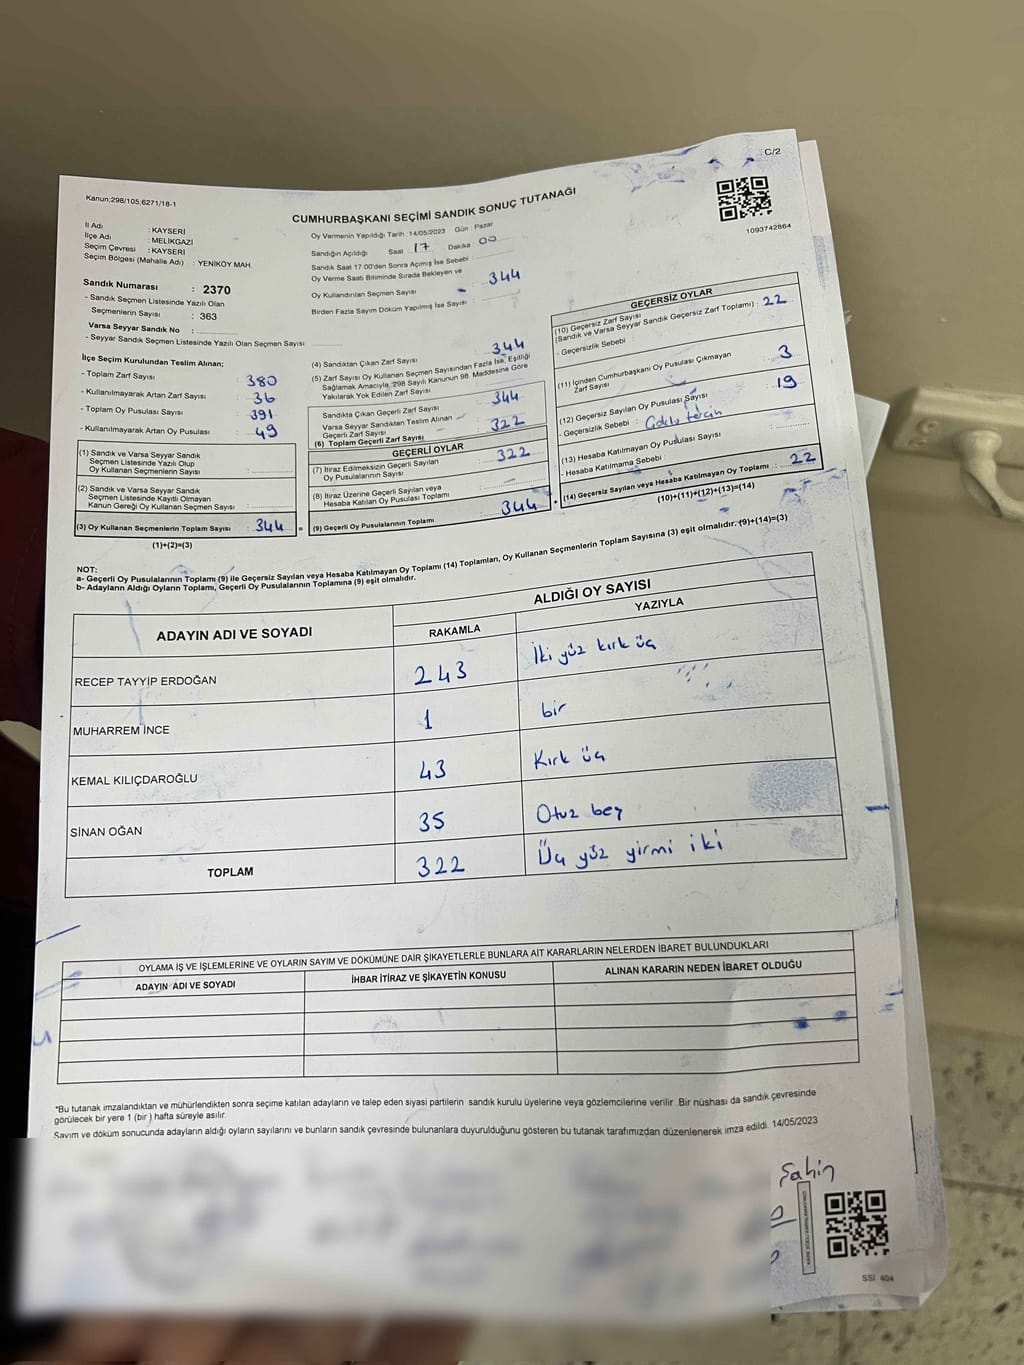 C/2
Kanun;298/105;6271/18-1
CUMHURBAŞKANI SEÇİMİ SANDIK SONUÇ TUTANAĞI
1093742864
İl Adı : KAYSERİ
İlçe Adı : MELİKGAZİ
Seçim Çevresi : KAYSERİ
Seçim Bölgesi (Mahalle Adı) : YENİKÖY MAH.
Oy Vermenin Yapıldığı Tarih : 14/05/2023 Gün : Pazar
Sandığın Açıldığı Saat : 17 Dakika : 00
Sandık Saat 17:00'den Sonra Açımış İse Sebebi :
Oy Verme Saati Bitiminde Sırada Bekleyen ve
Oy Kullandırılan Seçmen Sayısı : 344
Birden Fazla Sayım Döküm Yapılmış İse Sayısı :
Sandık Numarası : 2370
- Sandık Seçmen Listesinde Yazılı Olan
Seçmenlerin Sayısı : 363
Varsa Seyyar Sandık No :
- Seyyar Sandık Seçmen Listesinde Yazılı Olan Seçmen Sayısı :
İlçe Seçim Kurulundan Teslim Alınan;
- Toplam Zarf Sayısı : 380
- Kullanılmayarak Artan Zarf Sayısı : 36
- Toplam Oy Pusulası Sayısı : 391
- Kullanılmayarak Artan Oy Pusulası : 49
(1) Sandık ve Varsa Seyyar Sandık
Seçmen Listesinde Yazılı Olup
Oy Kullanan Seçmenlerin Sayısı :
(2) Sandık ve Varsa Seyyar Sandık
Seçmen Listesinde Kayıtlı Olmayan
Kanun Gereği Oy Kullanan Seçmen Sayısı :
(3) Oy Kullanan Seçmenlerin Toplam Sayısı : 344 =
(1)+(2)=(3)
(4) Sandıktan Çıkan Zarf Sayısı : 344
(5) Zarf Sayısı Oy Kullanan Seçmen Sayısından Fazla İse, Eşitliği
Sağlamak Amacıyla, 298 Sayılı Kanunun 98. Maddesine Göre
Yakılarak Yok Edilen Zarf Sayısı :
Sandıkta Çıkan Geçerli Zarf Sayısı : 344
Varsa Seyyar Sandıktan Teslim Alınan
Geçerli Zarf Sayısı
(6) Toplam Geçerli Zarf Sayısı : 322
GEÇERLİ OYLAR
(7) İtiraz Edilmeksizin Geçerli Sayılan : 322
(8) İtiraz Üzerine Geçerli Sayılan veya
Hesaba Katılan Oy Pusulası Toplamı :
(9) Geçerli Oy Pusulalarının Toplamı : 344
GEÇERSİZ OYLAR
(10) Geçersiz Zarf Sayısı
(Sandık ve Varsa Seyyar Sandık Geçersiz Zarf Toplamı) : 22
- Geçersizlik Sebebi :
(11) İçinden Cumhurbaşkanı Oy Pusulası Çıkmayan
Zarf Sayısı : 3
(12) Geçersiz Sayılan Oy Pusulası Sayısı : 19
- Geçersizlik Sebebi : tercih
(13) Hesaba Katılmayan Oy Pusulası Sayısı :
- Hesaba Katılmama Sebebi :
(14) Geçersiz Sayılan veya Hesaba Katılmayan Oy Toplamı : 22
(10)+(11)+(12)+(13)=(14)
NOT:
a- Geçerli Oy Pusulalarının Toplamı (9) ile Geçersiz Sayılan veya Hesaba Katılmayan Oy Toplamı (14) Toplamları, Oy Kullanan Seçmenlerin Toplam Sayısına (3) eşit olmalıdır. (9)+(14)=(3)
b- Adayların Aldığı Oyların Toplamı, Geçerli Oy Pusulalarının Toplamına (9) eşit olmalıdır.
ADAYIN ADI VE SOYADI
ALDIĞI OY SAYISI
RAKAMLA YAZIYLA
RECEP TAYYİP ERDOĞAN 243 İki yüz kırk üç
MUHARREM İNCE 1 bir
KEMAL KILIÇDAROĞLU 43 Kırk üç
SİNAN OĞAN 35 Otuz beş
TOPLAM 322 Üç yüz yirmi iki
OYLAMA İŞ VE İŞLEMLERİNE VE OYLARIN SAYIM VE DÖKÜMÜNE DAİR ŞİKAYETLERLE BUNLARA AİT KARARLARIN NELERDEN İBARET BULUNDUKLARI
ADAYIN ADI VE SOYADI İHBAR İTİRAZ VE ŞİKAYETİN KONUSU ALINAN KARARIN NEDEN İBARET OLDUĞU
*Bu tutanak imzalandıktan ve mühürlendikten sonra seçime katılan adayların ve talep eden siyasi partilerin sandık kurulu üyelerine veya gözlemcilerine verilir. Bir nüshası da sandık çevresinde
görülecek bir yere 1 (bir ) hafta süreyle asılır.
Sayım ve döküm sonucunda adayların aldığı oyların sayılarını ve bunların sandık çevresinde bulunanlara duyurulduğunu gösteren bu tutanak tarafımızdan düzenlenerek imza edildi. 14/05/2023
Şahin
SSİ 404